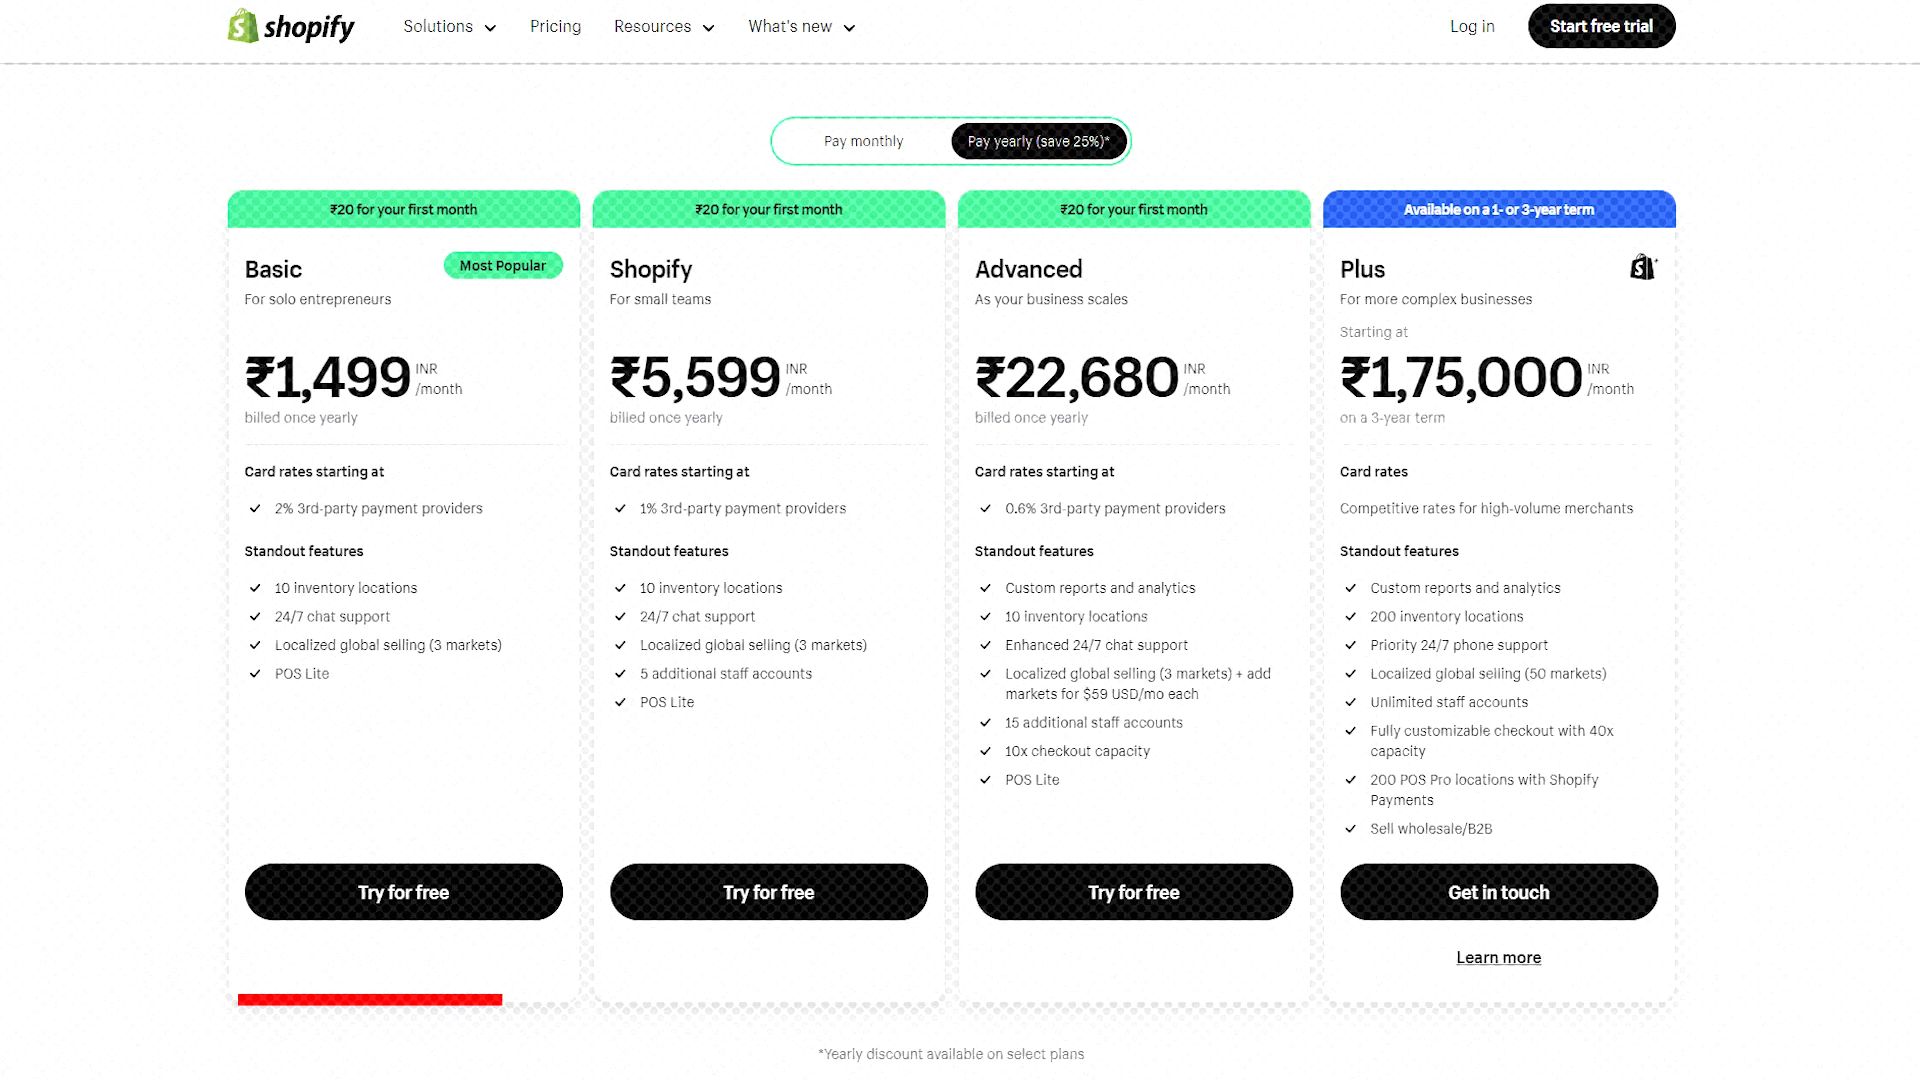 shopify Solutions Pricing Resources What's new Log in Start free trial
Pay monthly Pay yearly (save 25%)*
₹20 for your first month
Basic Most Popular
For solo entrepreneurs
₹1,499 INR /month
billed once yearly
Card rates starting at
2% 3rd-party payment providers
Standout features
10 inventory locations
24/7 chat support
Localized global selling (3 markets)
POS Lite
Try for free
₹20 for your first month
Shopify
For small teams
₹5,599 INR /month
billed once yearly
Card rates starting at
1% 3rd-party payment providers
Standout features
10 inventory locations
24/7 chat support
Localized global selling (3 markets)
5 additional staff accounts
POS Lite
Try for free
₹20 for your first month
Advanced
As your business scales
₹22,680 INR /month
billed once yearly
Card rates starting at
0.6% 3rd-party payment providers
Standout features
Custom reports and analytics
10 inventory locations
Enhanced 24/7 chat support
Localized global selling (3 markets) + add
markets for $59 USD/mo each
15 additional staff accounts
10x checkout capacity
POS Lite
Try for free
Available on a 1- or 3-year term
Plus
For more complex businesses
Starting at
₹1,75,000 INR /month
on a 3-year term
Card rates
Competitive rates for high-volume merchants
Standout features
Custom reports and analytics
200 inventory locations
Priority 24/7 phone support
Localized global selling (50 markets)
Unlimited staff accounts
Fully customizable checkout with 40x
capacity
200 POS Pro locations with Shopify
Payments
Sell wholesale/B2B
Get in touch
Learn more
*Yearly discount available on select plans